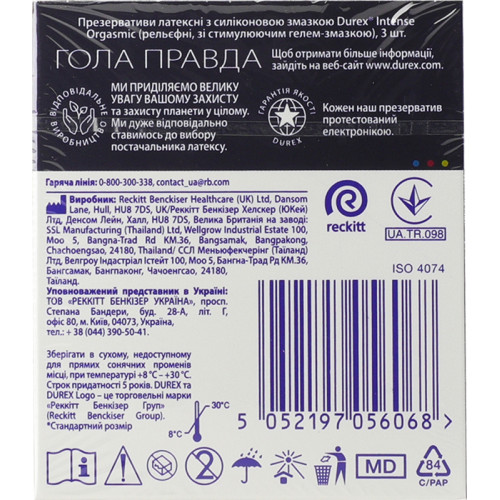 Презервативи латексні з силіконовою змазкою Durex® Intense
Orgasmic (рельєфні, зі стимулюючим гелем-змазкою), 3 шт.
ГОЛА ПРАВДА
Щоб отримати більше інформації,
зайдіть на веб-сайт www.durex.com.
ВІДПОВІДАЛЬНЕ ВИРОБНИЦТВО
МИ ПРИДІЛЯЄМО ВЕЛИКУ
УВАГУ ВАШОМУ ЗАХИСТУ
та захисту планети у цілому.
Ми дуже відповідально
ставимось до вибору
постачальника латексу.
ГАРАНТІЯ ЯКОСТІ
DUREX
Кожен наш презерватив
протестований
електронікою.
Гаряча лінія: 0-800-300-338, contact_ua@rb.com
Виробник: Reckitt Benckiser Healthcare (UK) Ltd, Dansom
Lane, Hull, HU8 7DS, UK/Реккітт Бенкізер Хелскер (ЮКей)
Лтд, Денсом Лейн, Халл, HU8 7DS, Велика Британія на заводі:
SSL Manufacturing (Thailand) Ltd, Wellgrow Industrial Estate 100,
Moo 5, Bangna-Trad Rd KM.36, Bangsamak, Bangpakong,
Chachoengsao, 24180, Thailand/ ССЛ Меньюфекчерінг (Тайланд)
Лтд, Велгроу Індастріал Істейт 100, Моо 5, Бангна-Трад Рд КМ.36,
Бангсамак, Бангпаконг, Чачоенгсао, 24180, Таїланд.
Уповноважений представник в Україні:
ТОВ «РЕККІТТ БЕНКІЗЕР УКРАЇНА», просп.
Степана Бандери, буд. 28-А, літ. Г,
офіс 80, м. Київ, 04073, Україна,
тел.: + 38 (044) 390-50-41.
reckitt
UA.TR.098
ISO 4074
Зберігати в сухому, недоступному
для прямих сонячних променів
місці, при температурі +8°C – +30°C.
Строк придатності 5 років. DUREX та
DUREX Logo – це торговельні марки
«Реккітт Бенкізер Груп»
(Reckitt Benckiser Group).
*Стандартний розмір
30°C
8°C
5 052197 056068 >
2
MD
84
C/PAP